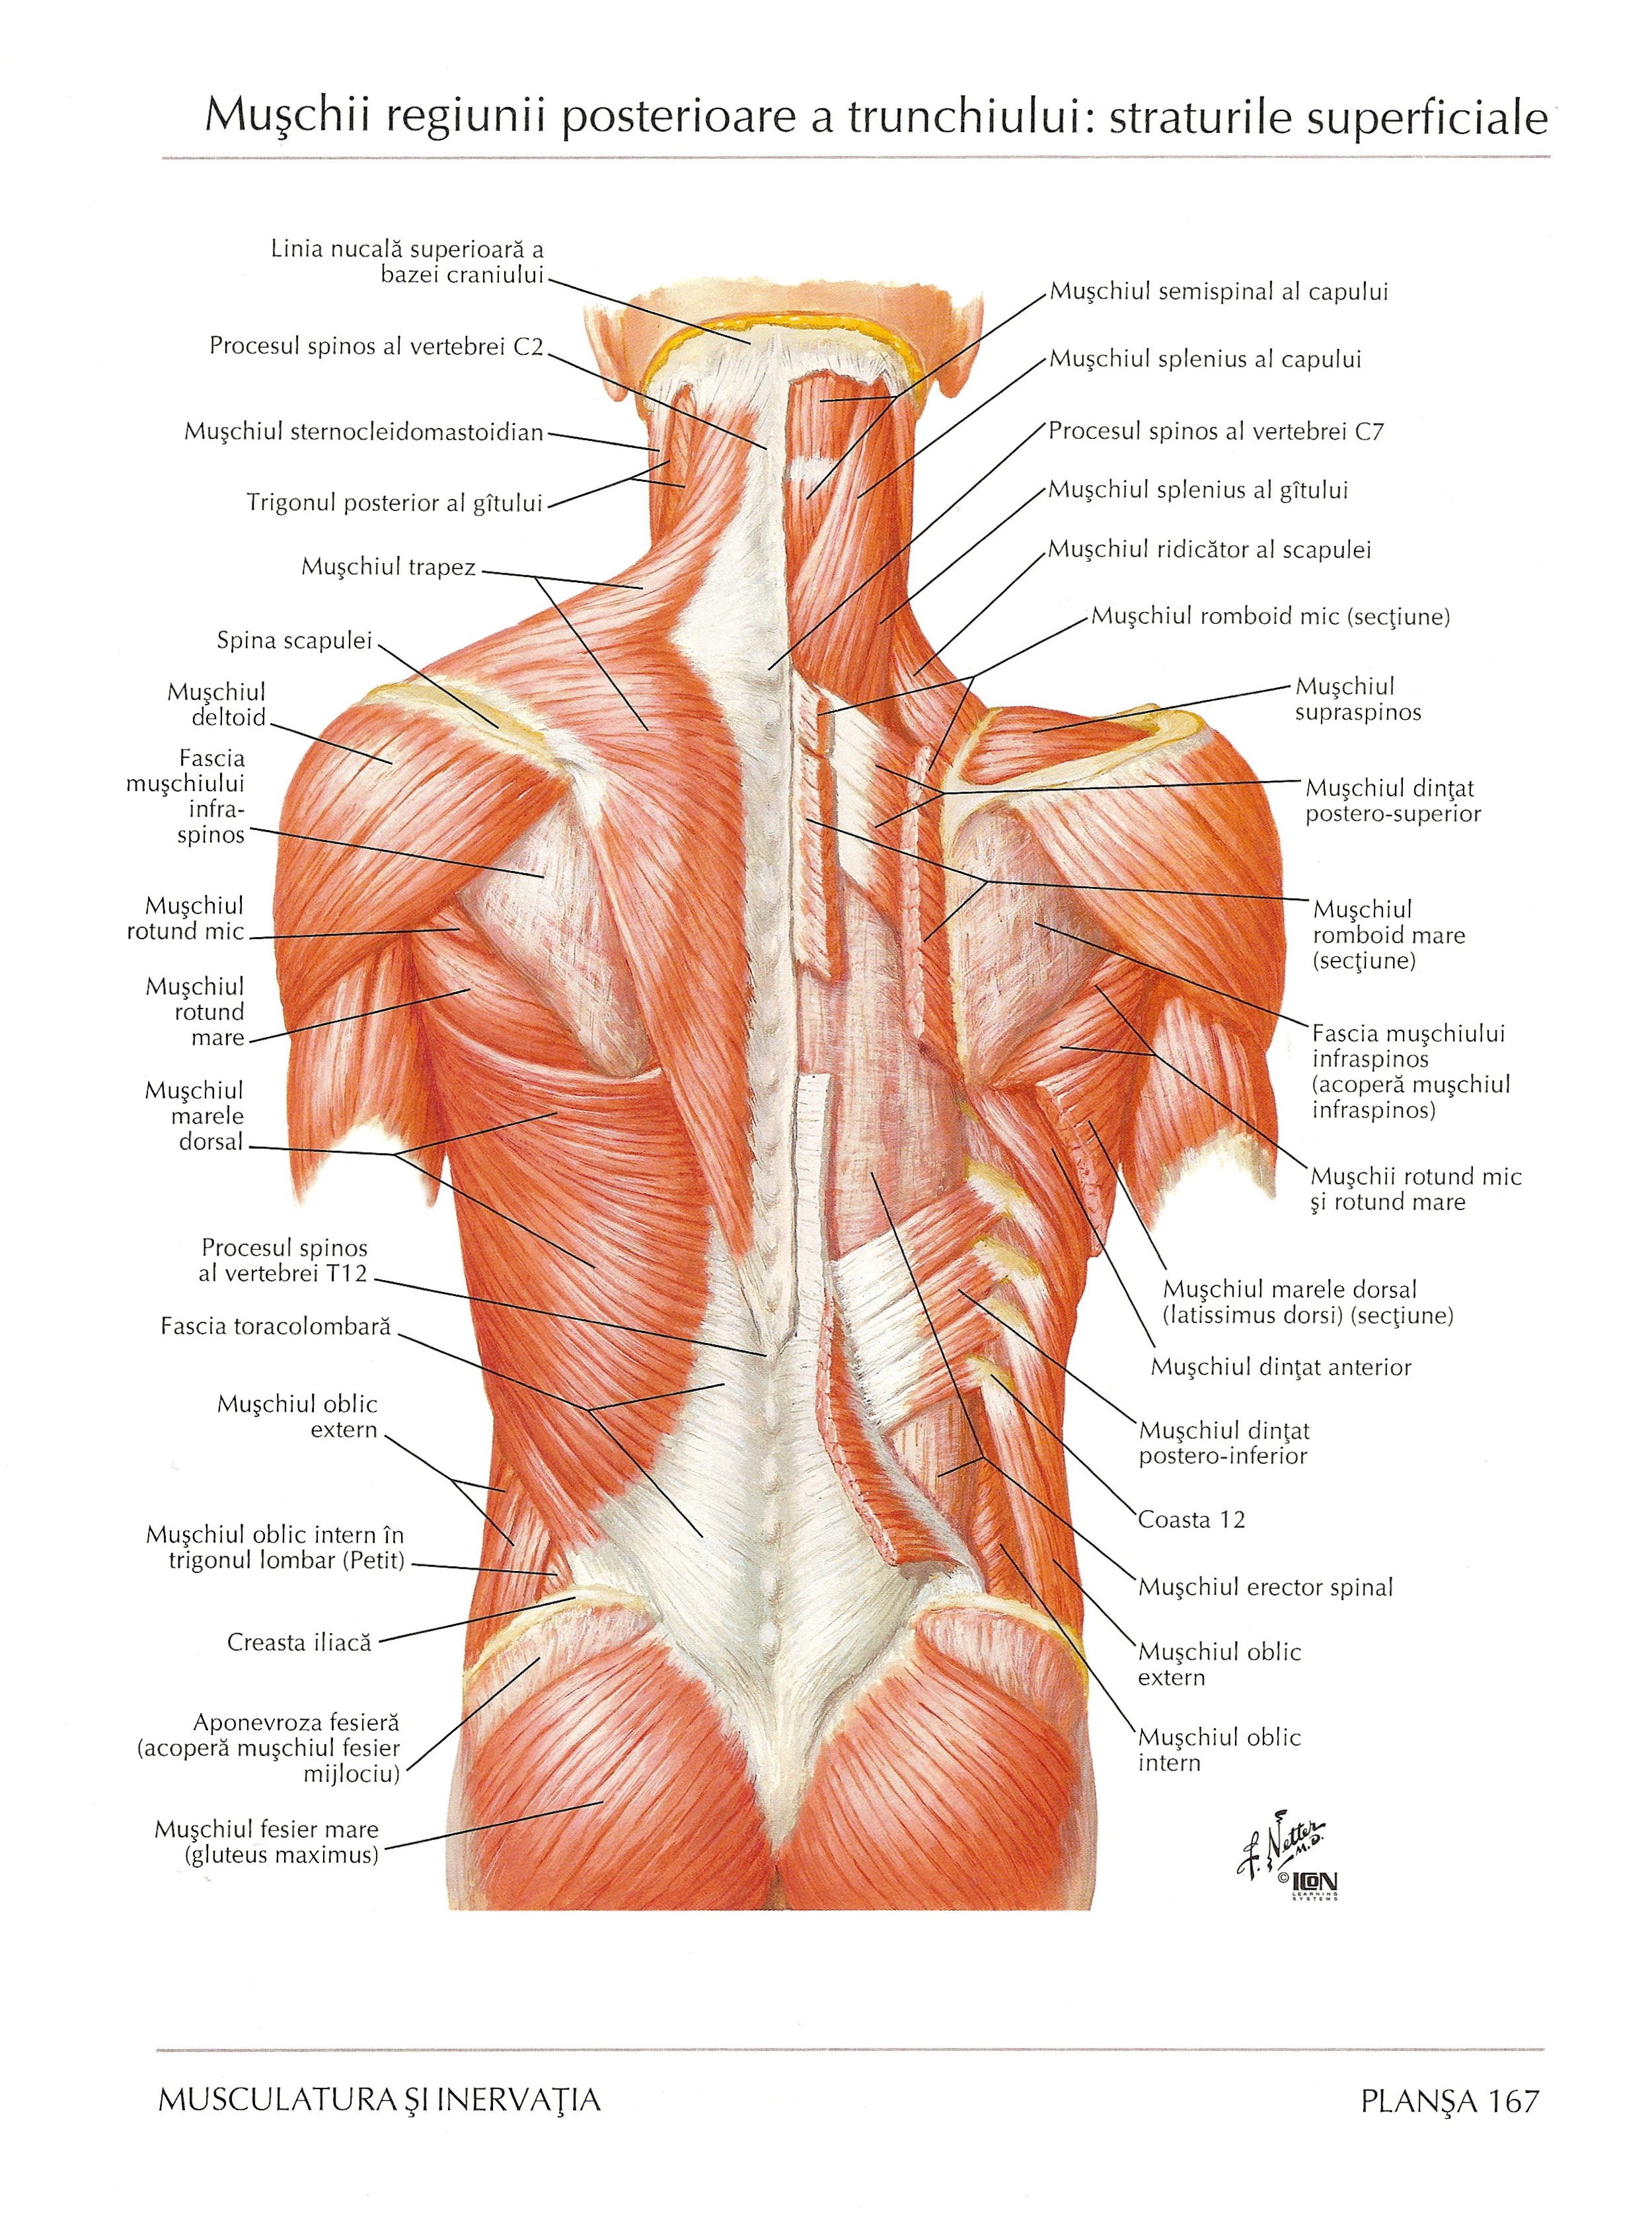 Muşchii regiunii posterioare a trunchiului: straturile superficiale
Linia nucală superioară a
bazei craniului
Procesul spinos al vertebrei C2
Muşchiul sternocleidomastoidian
Trigonul posterior al gîtului
Muşchiul trapez
Spina scapulei
Muşchiul
deltoid
Fascia
muşchiului
infra-
spinos
Muşchiul
rotund mic
Muşchiul
rotund
mare
Muşchiul
marele
dorsal
Procesul spinos
al vertebrei T12
Fascia toracolombară
Muşchiul oblic
extern
Muşchiul oblic intern în
trigonul lombar (Petit)
Creasta iliacă
Aponevroza fesieră
(acoperă muşchiul fesier
mijlociu)
Muşchiul fesier mare
(gluteus maximus)
Muşchiul semispinal al capului
Muşchiul splenius al capului
Procesul spinos al vertebrei C7
Muşchiul splenius al gîtului
Muşchiul ridicător al scapulei
Muşchiul romboid mic (secţiune)
Muşchiul
supraspinos
Muşchiul dinţat
postero-superior
Muşchiul
romboid mare
(secţiune)
Fascia muşchiului
infraspinos
(acoperă muşchiul
infraspinos)
Muşchii rotund mic
şi rotund mare
Muşchiul marele dorsal
(latissimus dorsi) (secţiune)
Muşchiul dinţat anterior
Muşchiul dinţat
postero-inferior
Coasta 12
Muşchiul erector spinal
Muşchiul oblic
extern
Muşchiul oblic
intern
F. Netter
M.D.
© ICON
LEARNING
SYSTEMS
MUSCULATURA ŞI INERVAŢIA
PLANŞA 167